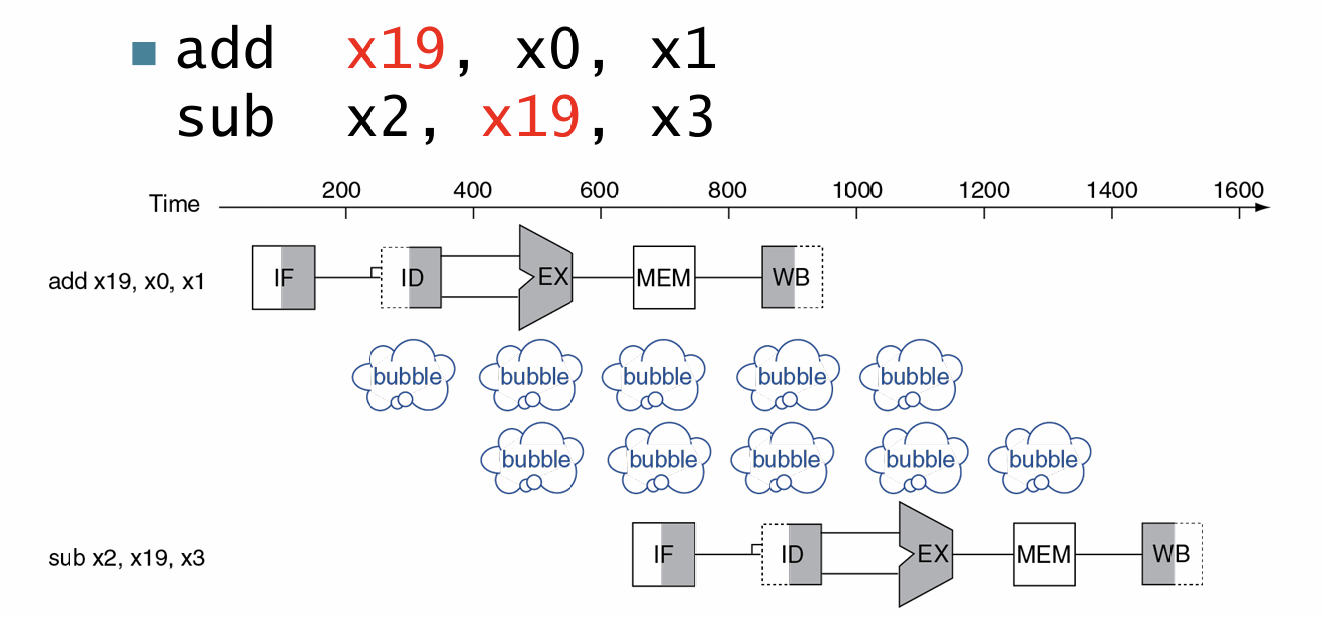 add x19, x0, x1
sub x2, x19, x3
Time 200 400 600 800 1000 1200 1400 1600
add x19, x0, x1 IF ID EX MEM WB
bubble bubble bubble bubble bubble
bubble bubble bubble bubble bubble
sub x2, x19, x3 IF ID EX MEM WB